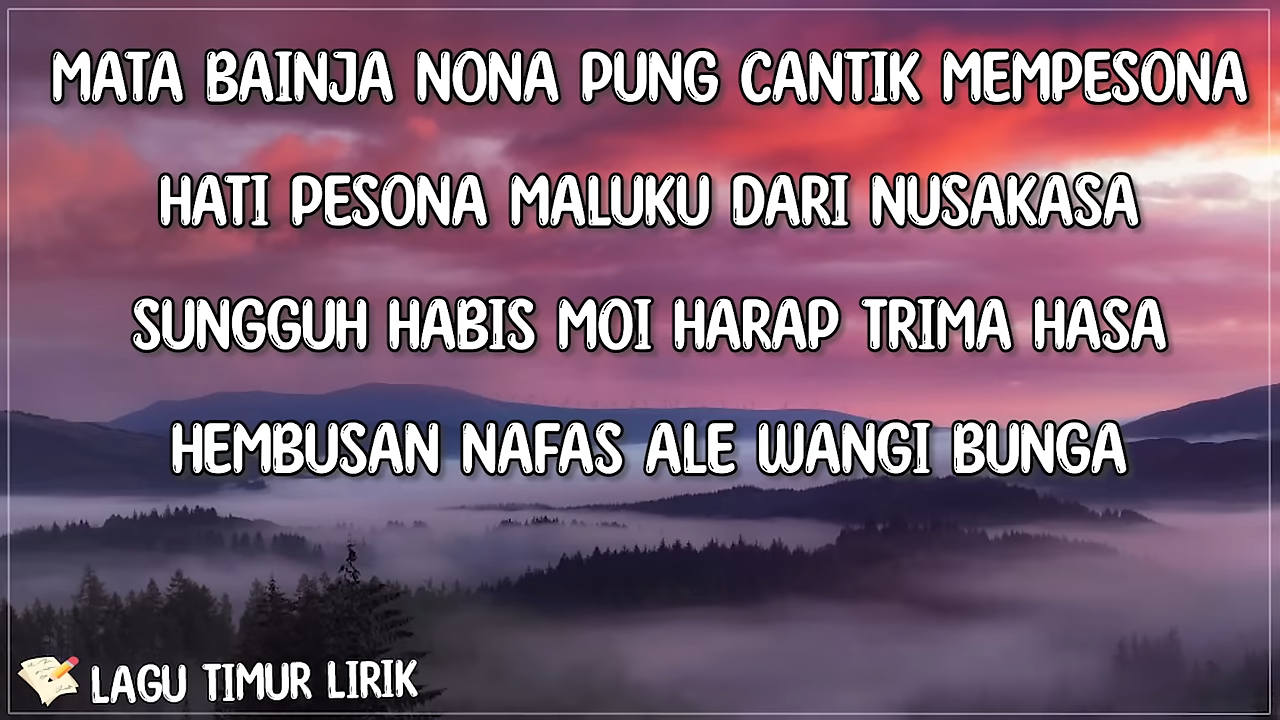 MATA BAINJA NONA PUNG CANTIK MEMPESONA
HATI PESONA MALUKU DARI NUSAKASA
SUNGGUH HABIS MOI HARAP TRIMA HASA
HEMBUSAN NAFAS ALE WANGI BUNGA
LAGU TIMUR LIRIK